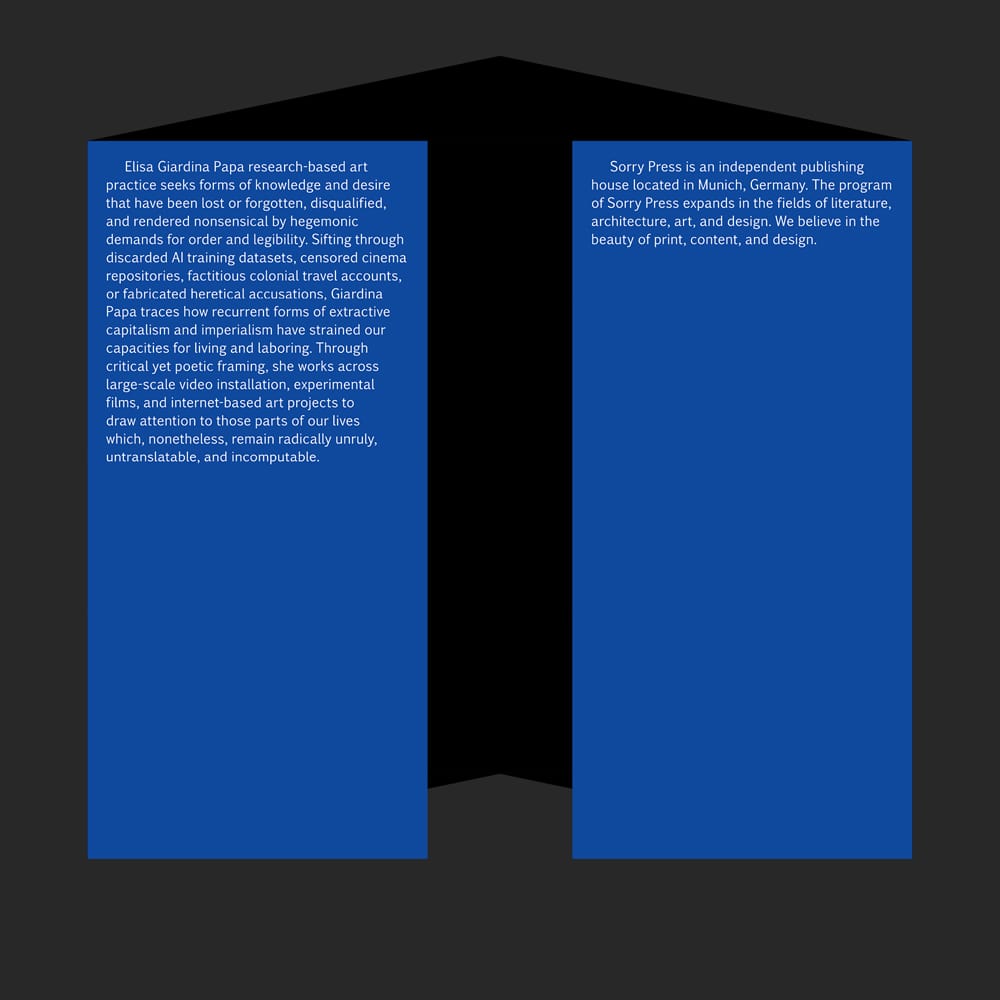 Elisa Giardina Papa research-based art
practice seeks forms of knowledge and desire
that have been lost or forgotten, disqualified,
and rendered nonsensical by hegemonic
demands for order and legibility. Sifting through
discarded AI training datasets, censored cinema
repositories, factitious colonial travel accounts,
or fabricated heretical accusations, Giardina
Papa traces how recurrent forms of extractive
capitalism and imperialism have strained our
capacities for living and laboring. Through
critical yet poetic framing, she works across
large-scale video installation, experimental
films, and internet-based art projects to
draw attention to those parts of our lives
which, nonetheless, remain radically unruly,
untranslatable, and incomputable.
Sorry Press is an independent publishing
house located in Munich, Germany. The program
of Sorry Press expands in the fields of literature,
architecture, art, and design. We believe in the
beauty of print, content, and design.